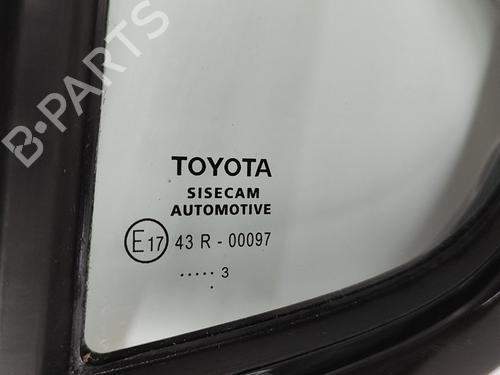 B-PARTS
TOYOTA
SISECAM
AUTOMOTIVE
E17 43 R - 00097
..... 3
.